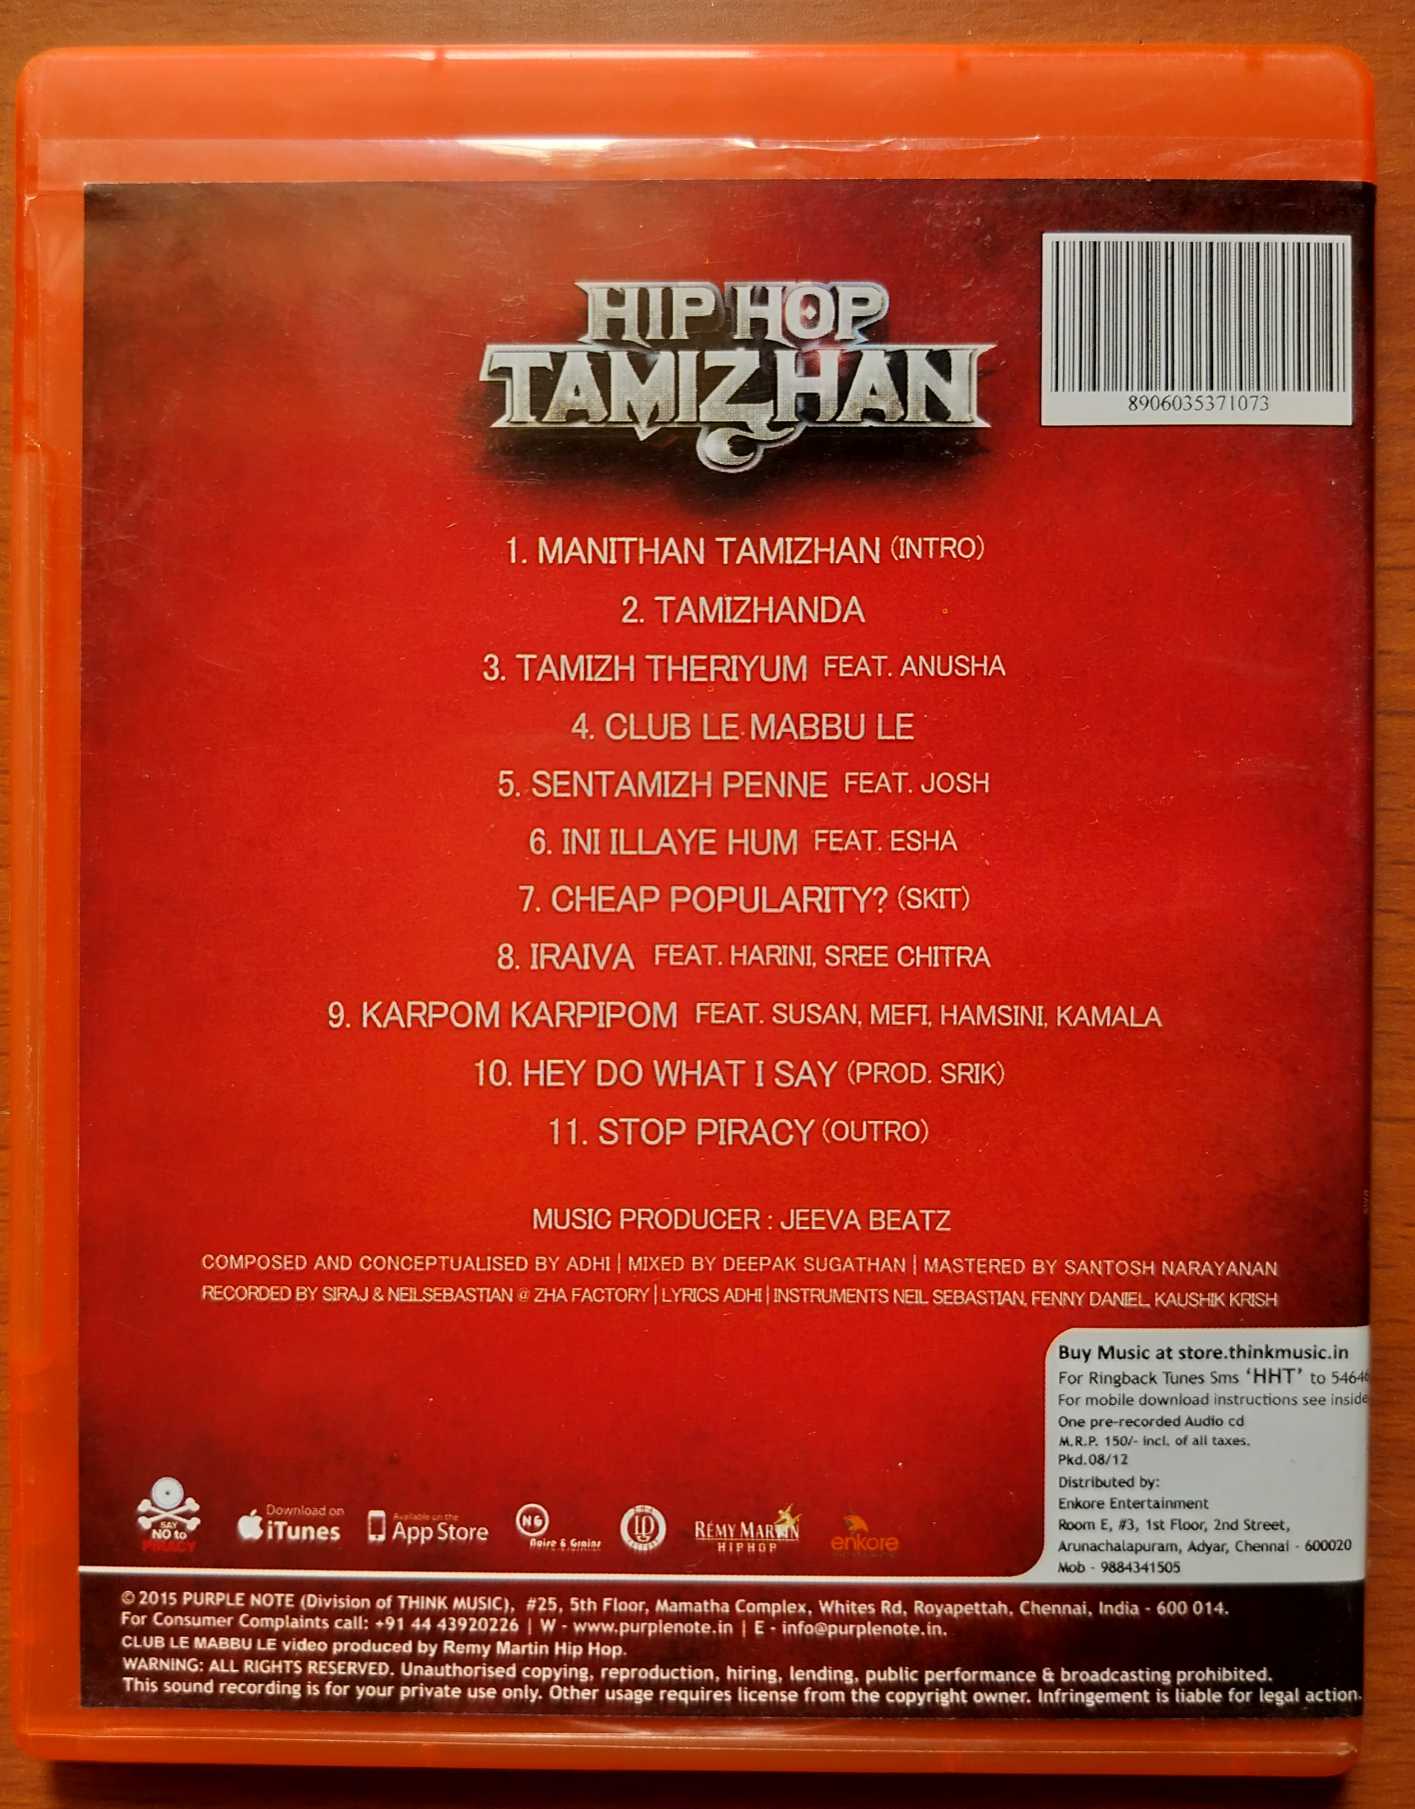 HIP HOP
TAMIZHAN
8906035371073
1. MANITHAN TAMIZHAN (INTRO)
2. TAMIZHANDA
3. TAMIZH THERIYUM FEAT. ANUSHA
4. CLUB LE MABBU LE
5. SENTAMIZH PENNE FEAT. JOSH
6. INI ILLAYE HUM FEAT. ESHA
7. CHEAP POPULARITY? (SKIT)
8. IRAIVA FEAT. HARINI, SREE CHITRA
9. KARPOM KARPIPOM FEAT. SUSAN, MEFI, HAMSINI, KAMALA
10. HEY DO WHAT I SAY (PROD. SRIK)
11. STOP PIRACY (OUTRO)
MUSIC PRODUCER : JEEVA BEATZ
COMPOSED AND CONCEPTUALISED BY ADHI | MIXED BY DEEPAK SUGATHAN | MASTERED BY SANTOSH NARAYANAN
RECORDED BY SIRAJ & NEILSEBASTIAN @ ZHA FACTORY | LYRICS ADHI | INSTRUMENTS NEIL SEBASTIAN, FENNY DANIEL, KAUSHIK KRISH
Buy Music at store.thinkmusic.in
For Ringback Tunes Sms 'HHT' to 54646
For mobile download instructions see inside
One pre-recorded Audio cd
M.R.P. 150/- incl. of all taxes.
Pkd.08/12
Distributed by:
Enkore Entertainment
Room E, #3, 1st Floor, 2nd Street,
Arunachalapuram, Adyar, Chennai - 600020
Mob - 9884341505
SAY
NO to
PIRACY
Download on
iTunes
Available on the
App Store
NG
Noise & Grains
RÉMY MARTIN
HIPHOP
enkore
© 2015 PURPLE NOTE (Division of THINK MUSIC), #25, 5th Floor, Mamatha Complex, Whites Rd, Royapettah, Chennai, India - 600 014.
For Consumer Complaints call: +91 44 43920226 | W - www.purplenote.in | E - info@purplenote.in.
CLUB LE MABBU LE video produced by Remy Martin Hip Hop.
WARNING: ALL RIGHTS RESERVED. Unauthorised copying, reproduction, hiring, lending, public performance & broadcasting prohibited.
This sound recording is for your private use only. Other usage requires license from the copyright owner. Infringement is liable for legal action.